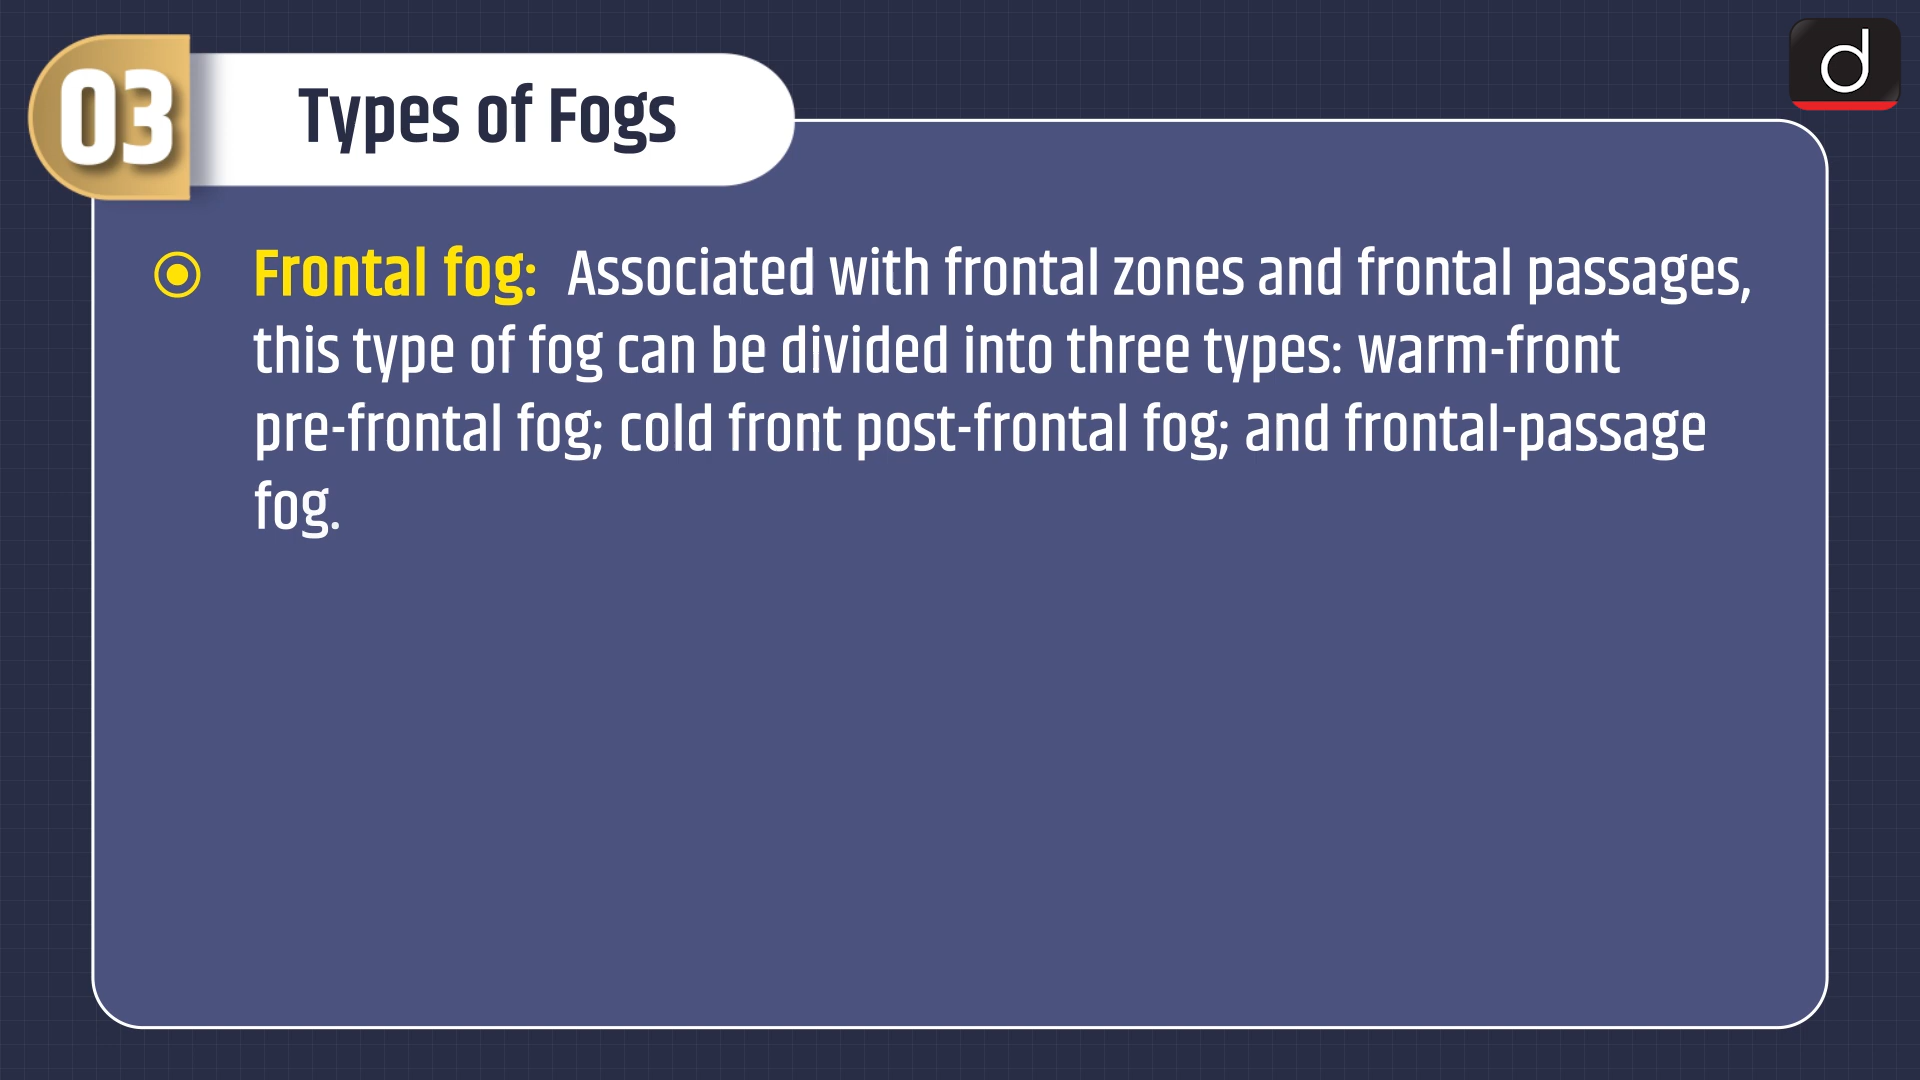 03
Types of Fogs
d
Frontal fog: Associated with frontal zones and frontal passages,
this type of fog can be divided into three types: warm-front
pre-frontal fog; cold front post-frontal fog; and frontal-passage
fog.